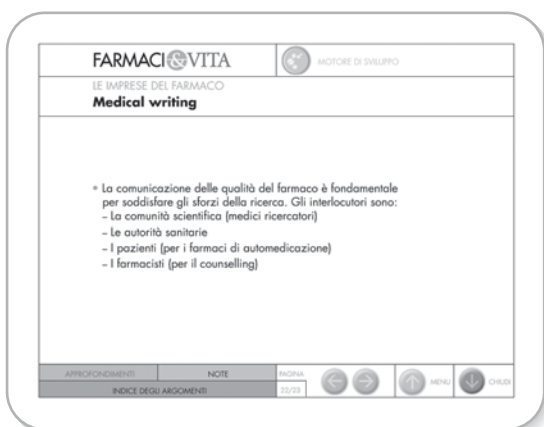 FARMACI&VITA
MOTORE DI SVILUPPO
LE IMPRESE DEL FARMACO
Medical writing
• La comunicazione delle qualità del farmaco è fondamentale
per soddisfare gli sforzi della ricerca. Gli interlocutori sono:
– La comunità scientifica (medici ricercatori)
– Le autorità sanitarie
– I pazienti (per i farmaci di automedicazione)
– I farmacisti (per il counselling)
APPROFONDIMENTI NOTE PAGINA
INDICE DEGLI ARGOMENTI 22/23
MENU CHIUDI